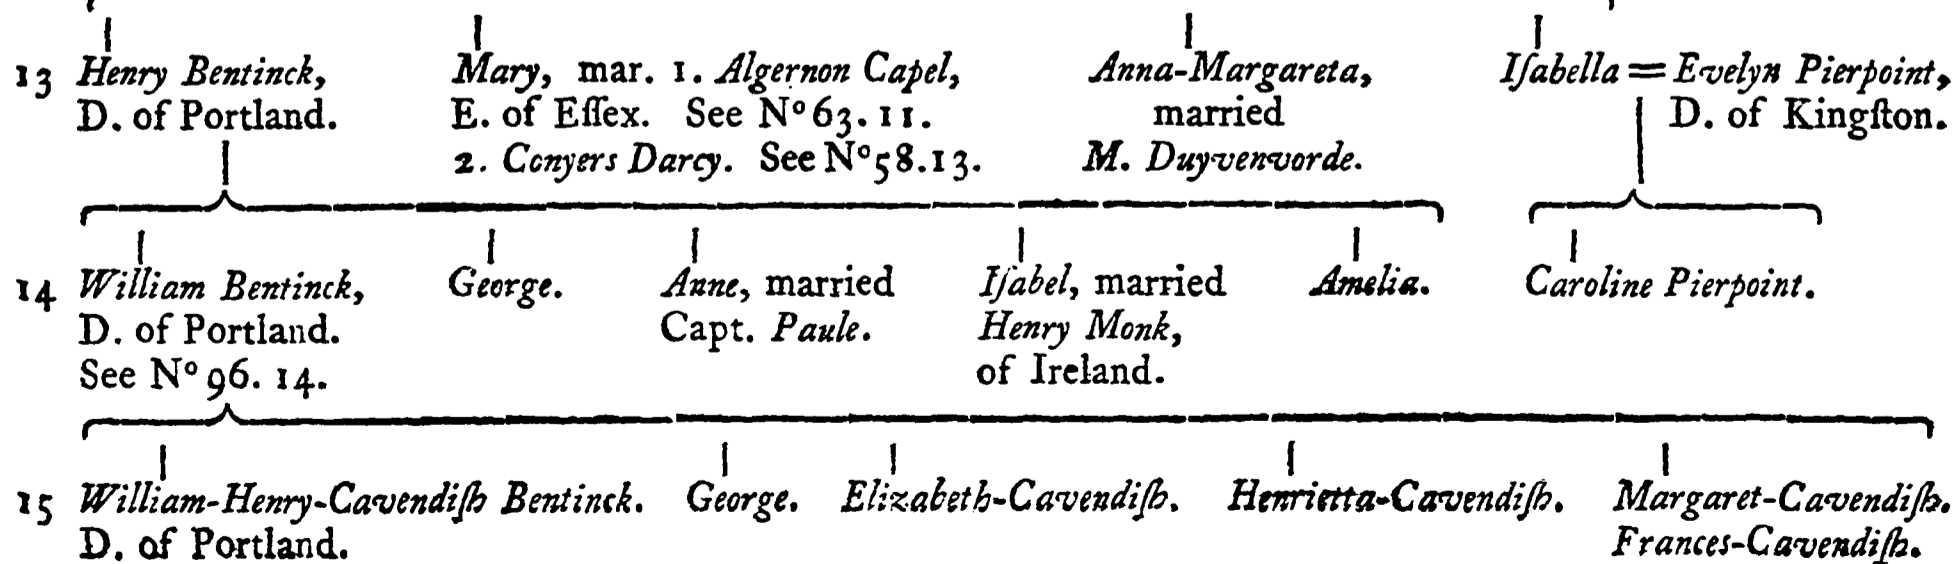 13 Henry Bentinck, Mary, mar. 1. Algernon Capel, Anna-Margareta, Iſabella = Evelyn Pierpoint,
D. of Portland. E. of Eſſex. See Nº 63. 11. married D. of Kingſton.
2. Conyers Darcy. See Nº 58. 13. M. Duyvenvorde.
14 William Bentinck, George. Anne, married Iſabel, married Amelia. Caroline Pierpoint.
D. of Portland. Capt. Paule. Henry Monk,
See Nº 96. 14. of Ireland.
15 William-Henry-Cavendiſh Bentinck. George. Elizabeth-Cavendiſh. Henrietta-Cavendiſh. Margaret-Cavendiſh.
D. of Portland. Frances-Cavendiſh.